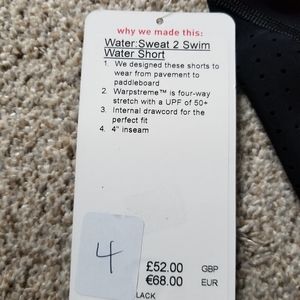 why we made this:
Water:Sweat 2 Swim
Water Short
1. We designed these shorts to
wear from pavement to
paddleboard
2. Warpstreme™ is four-way
stretch with a UPF of 50+
3. Internal drawcord for the
perfect fit
4. 4" inseam
4
£52.00 GBP
€68.00 EUR
LACK